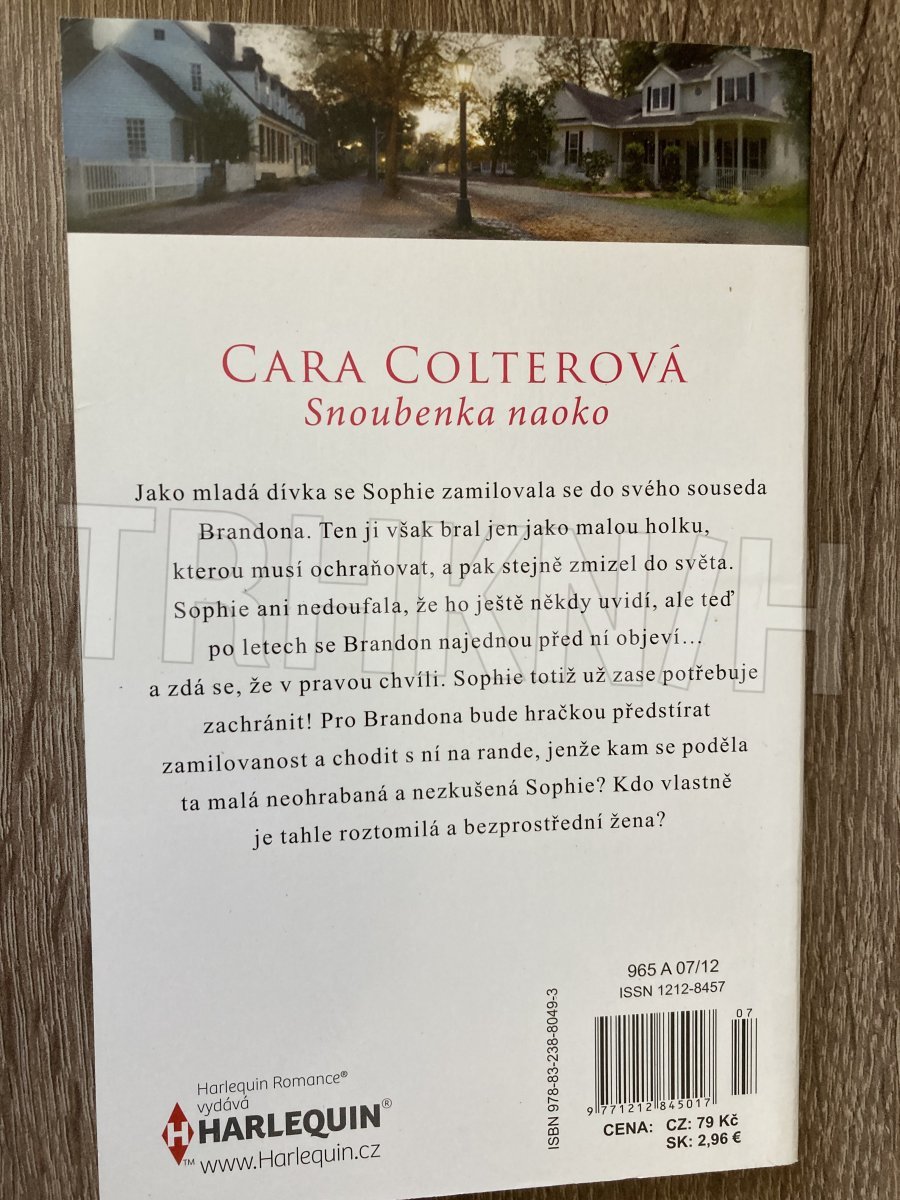 CARA COLTEROVÁ
Snoubenka naoko
Jako mladá dívka se Sophie zamilovala se do svého souseda
Brandona. Ten ji však bral jen jako malou holku,
kterou musí ochraňovat, a pak stejně zmizel do světa.
Sophie ani nedoufala, že ho ještě někdy uvidí, ale teď
po letech se Brandon najednou před ní objeví...
a zdá se, že v pravou chvíli. Sophie totiž už zase potřebuje
zachránit! Pro Brandona bude hračkou předstírat
zamilovanost a chodit s ní na rande, jenže kam se poděla
ta malá neohrabaná a nezkušená Sophie? Kdo vlastně
je tahle roztomilá a bezprostřední žena?
965 A 07/12
ISSN 1212-8457
07
ISBN 978-83-238-8049-3
9 771212 845017
CENA: CZ: 79 Kč
SK: 2,96 €
Harlequin Romance®
vydává
H HARLEQUIN®
™ www.Harlequin.cz